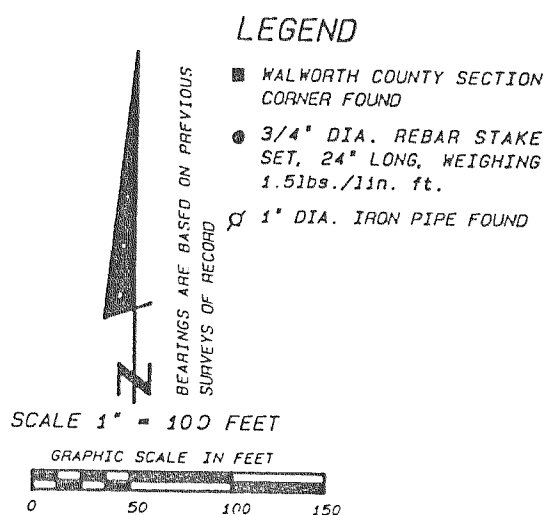 LEGEND
WALWORTH COUNTY SECTION
CORNER FOUND
3/4" DIA. REBAR STAKE
SET, 24" LONG, WEIGHING
1.5lbs./lin. ft.
1" DIA. IRON PIPE FOUND
BEARINGS ARE BASED ON PREVIOUS
SURVEYS OF RECORD
N
SCALE 1" = 100 FEET
GRAPHIC SCALE IN FEET
0 50 100 150